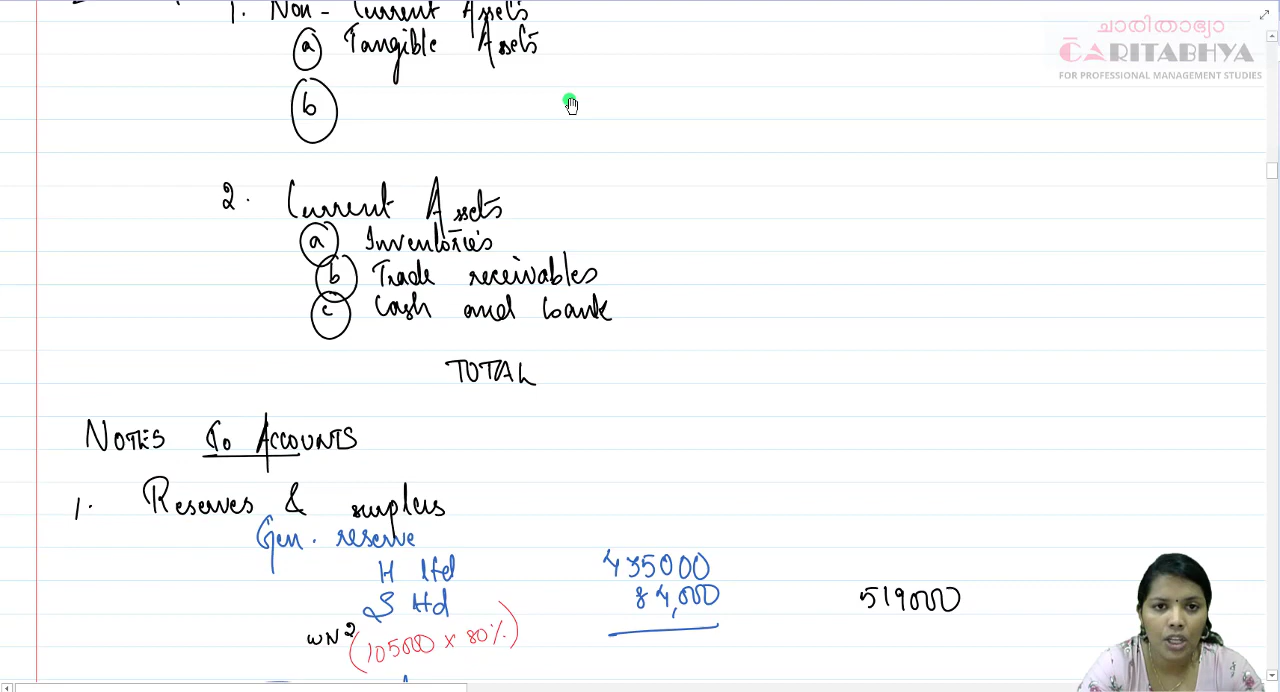 ചാരിതാഭ്യാ
CARITABHYA
FOR PROFESSIONAL MANAGEMENT STUDIES
1. Non - Current Assets
a Tangible Assets
b
2. Current Assets
a Inventories
b Trade receivables
c Cash and bank
TOTAL
NOTES TO ACCOUNTS
1. Reserves & surplus
Gen. reserve
H ltd 435000
S ltd 84,000 519000
WN2 (105000 x 80%)